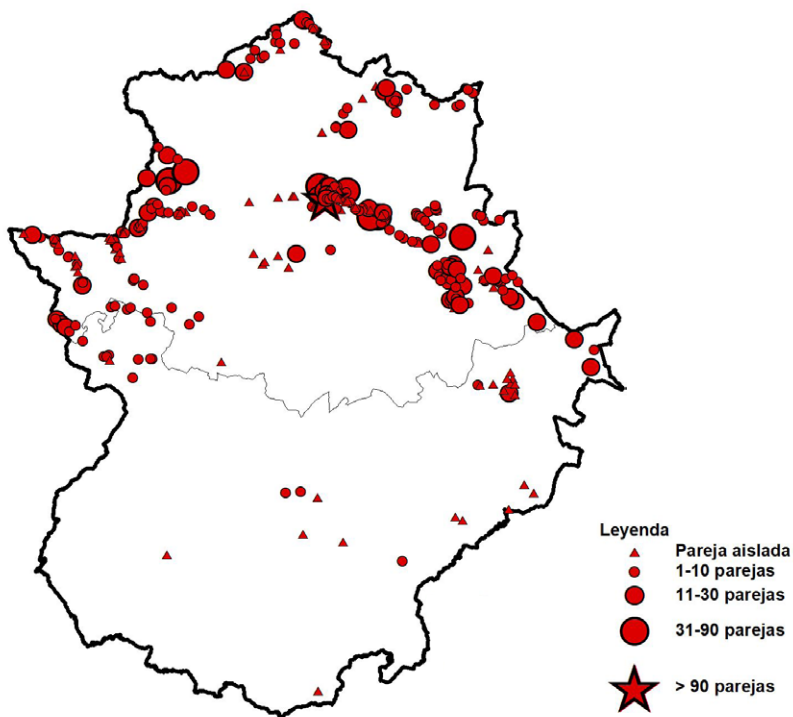 Leyenda
Pareja aislada
1-10 parejas
11-30 parejas
31-90 parejas
> 90 parejas